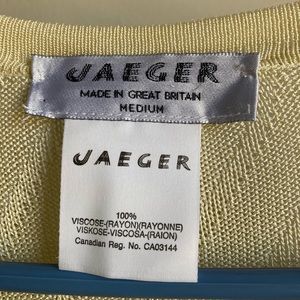 JAEGER
MADE IN GREAT BRITAIN
MEDIUM
JAEGER
100%
VISCOSE-(RAYON)(RAYONNE)
VISKOSE-VISCOSA-(RAION)
Canadian Reg. No. CA03144